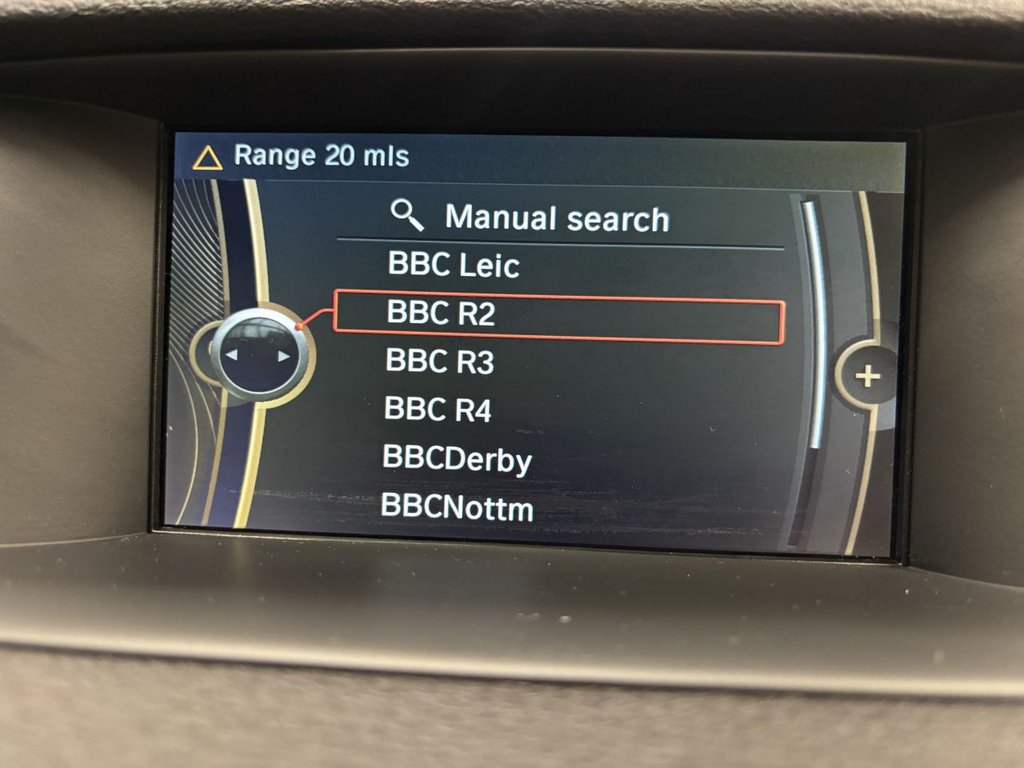 Range 20 mls
Manual search
BBC Leic
BBC R2
BBC R3
BBC R4
BBCDerby
BBCNottm